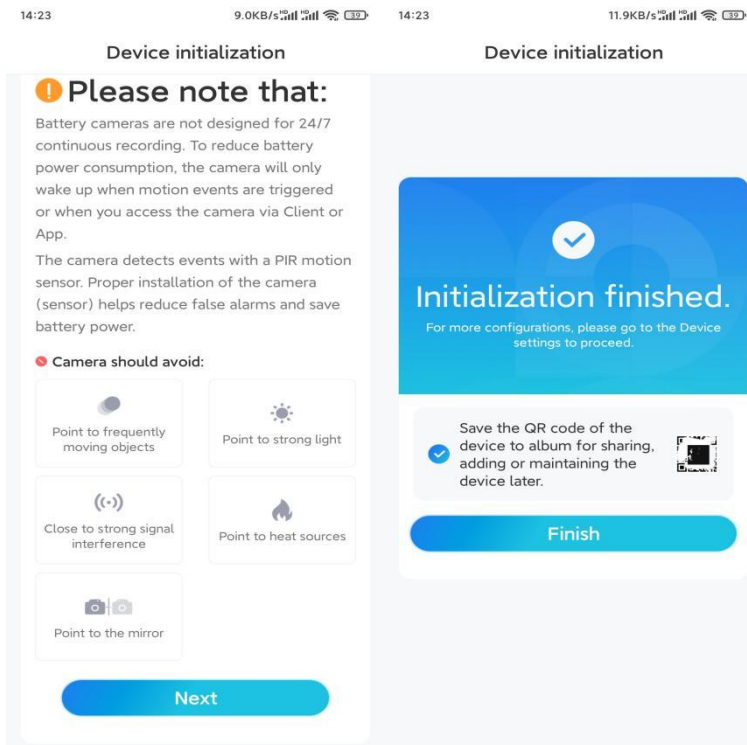 14:23
9.0KB/s
39
Device initialization
Please note that:
Battery cameras are not designed for 24/7
continuous recording. To reduce battery
power consumption, the camera will only
wake up when motion events are triggered
or when you access the camera via Client or
App.
The camera detects events with a PIR motion
sensor. Proper installation of the camera
(sensor) helps reduce false alarms and save
battery power.
Camera should avoid:
Point to frequently
moving objects
Point to strong light
Close to strong signal
interference
Point to heat sources
Point to the mirror
Next
14:23
11.9KB/s
39
Device initialization
Initialization finished.
For more configurations, please go to the Device
settings to proceed.
Save the QR code of the
device to album for sharing,
adding or maintaining the
device later.
Finish